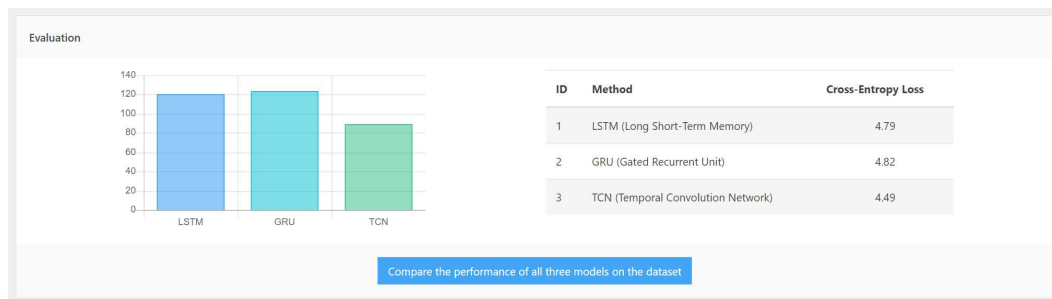 Evaluation
140
120
100
80
60
40
20
0
LSTM GRU TCN
ID Method Cross-Entropy Loss
1 LSTM (Long Short-Term Memory) 4.79
2 GRU (Gated Recurrent Unit) 4.82
3 TCN (Temporal Convolution Network) 4.49
Compare the performance of all three models on the dataset